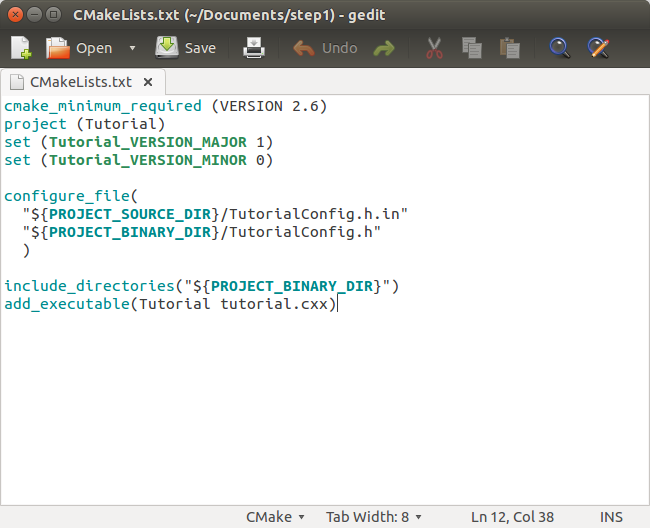 CMakeLists.txt (~/Documents/step1) - gedit
Open Save Undo
CMakeLists.txt
cmake_minimum_required (VERSION 2.6)
project (Tutorial)
set (Tutorial_VERSION_MAJOR 1)
set (Tutorial_VERSION_MINOR 0)

configure_file(
  "${PROJECT_SOURCE_DIR}/TutorialConfig.h.in"
  "${PROJECT_BINARY_DIR}/TutorialConfig.h"
  )

include_directories("${PROJECT_BINARY_DIR}")
add_executable(Tutorial tutorial.cxx)
CMake Tab Width: 8 Ln 12, Col 38 INS